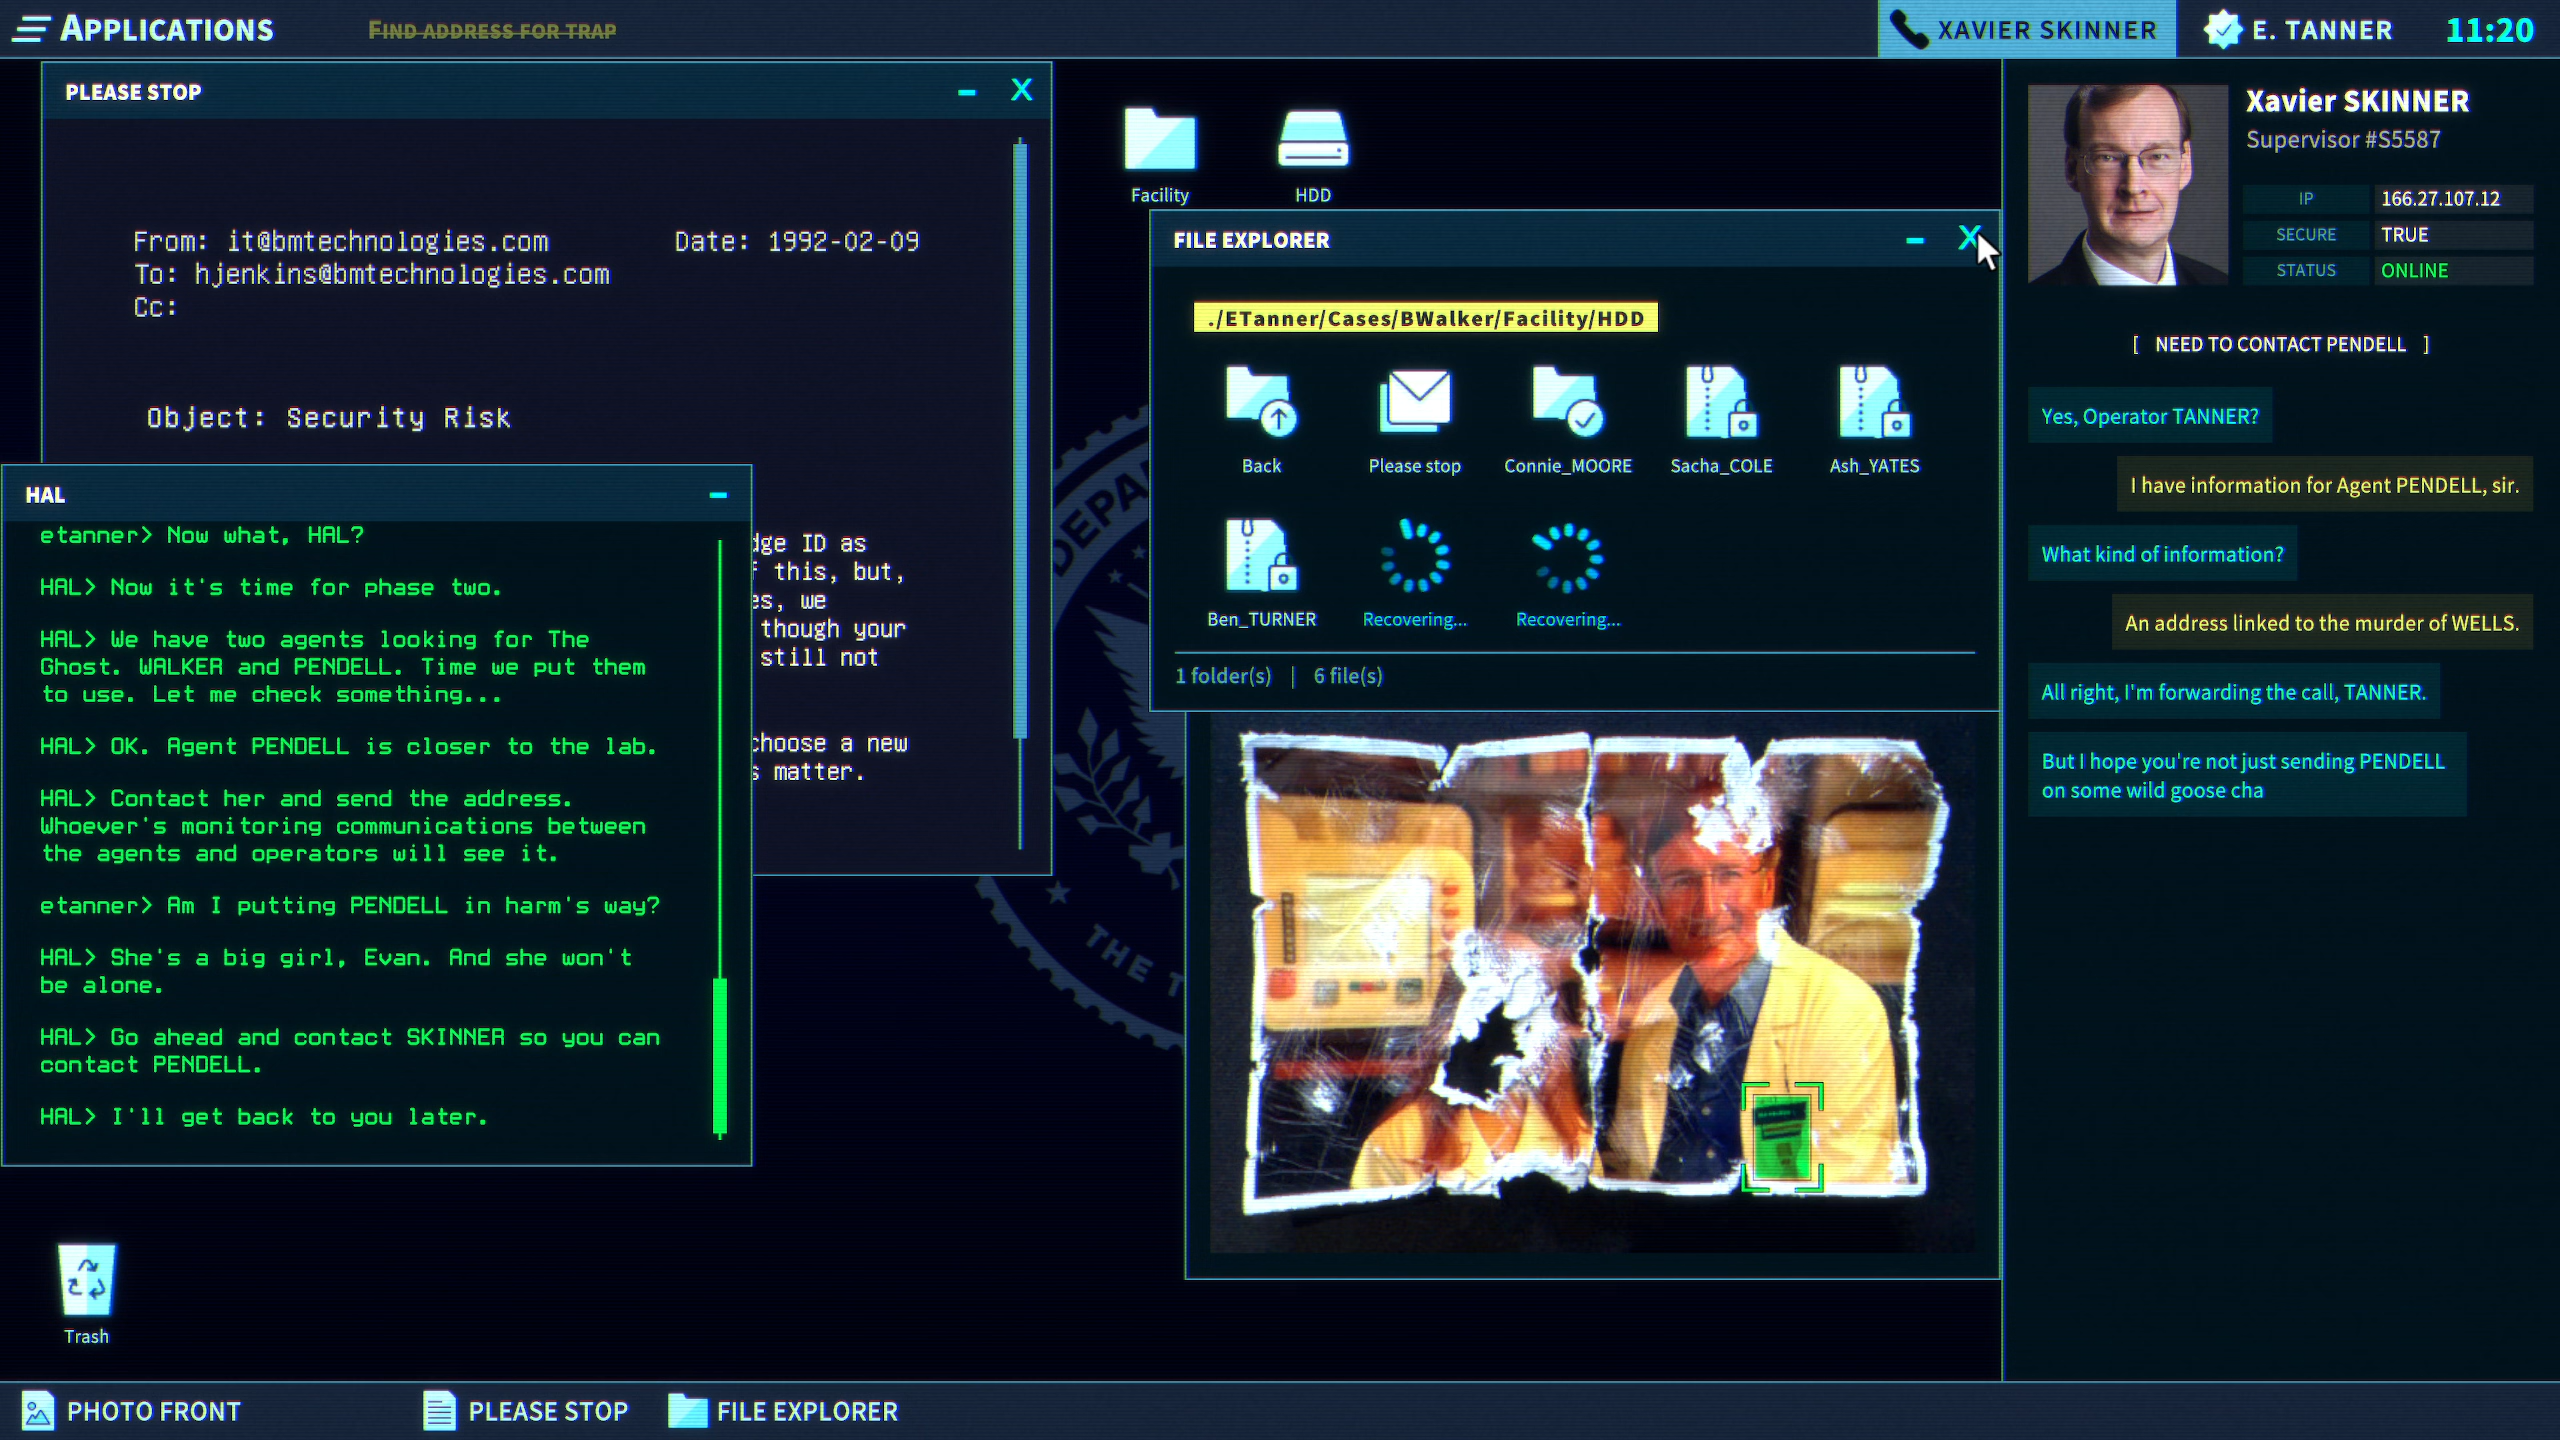 APPLICATIONS
FIND ADDRESS FOR TRAP
XAVIER SKINNER
E. TANNER
11:20
PLEASE STOP
From: it@bmtechnologies.com Date: 1992-02-09
To: hjenkins@bmtechnologies.com
Cc:
Object: Security Risk
ID as
this, but,
we
though your
still not
choose a new
matter.
HAL
etanner> Now what, HAL?
HAL> Now it's time for phase two.
HAL> We have two agents looking for The
Ghost. WALKER and PENDELL. Time we put them
to use. Let me check something...
HAL> OK. Agent PENDELL is closer to the lab.
HAL> Contact her and send the address.
Whoever's monitoring communications between
the agents and operators will see it.
etanner> Am I putting PENDELL in harm's way?
HAL> She's a big girl, Evan. And she won't
be alone.
HAL> Go ahead and contact SKINNER so you can
contact PENDELL.
HAL> I'll get back to you later.
Facility
HDD
FILE EXPLORER
./ETanner/Cases/BWalker/Facility/HDD
Back
Please stop
Connie_MOORE
Sacha_COLE
Ash_YATES
Ben_TURNER
Recovering...
Recovering...
1 folder(s) | 6 file(s)
THE
Xavier SKINNER
Supervisor #S5587
IP 166.27.107.12
SECURE TRUE
STATUS ONLINE
[ NEED TO CONTACT PENDELL ]
Yes, Operator TANNER?
I have information for Agent PENDELL, sir.
What kind of information?
An address linked to the murder of WELLS.
All right, I'm forwarding the call, TANNER.
But I hope you're not just sending PENDELL
on some wild goose cha
Trash
PHOTO FRONT
PLEASE STOP
FILE EXPLORER